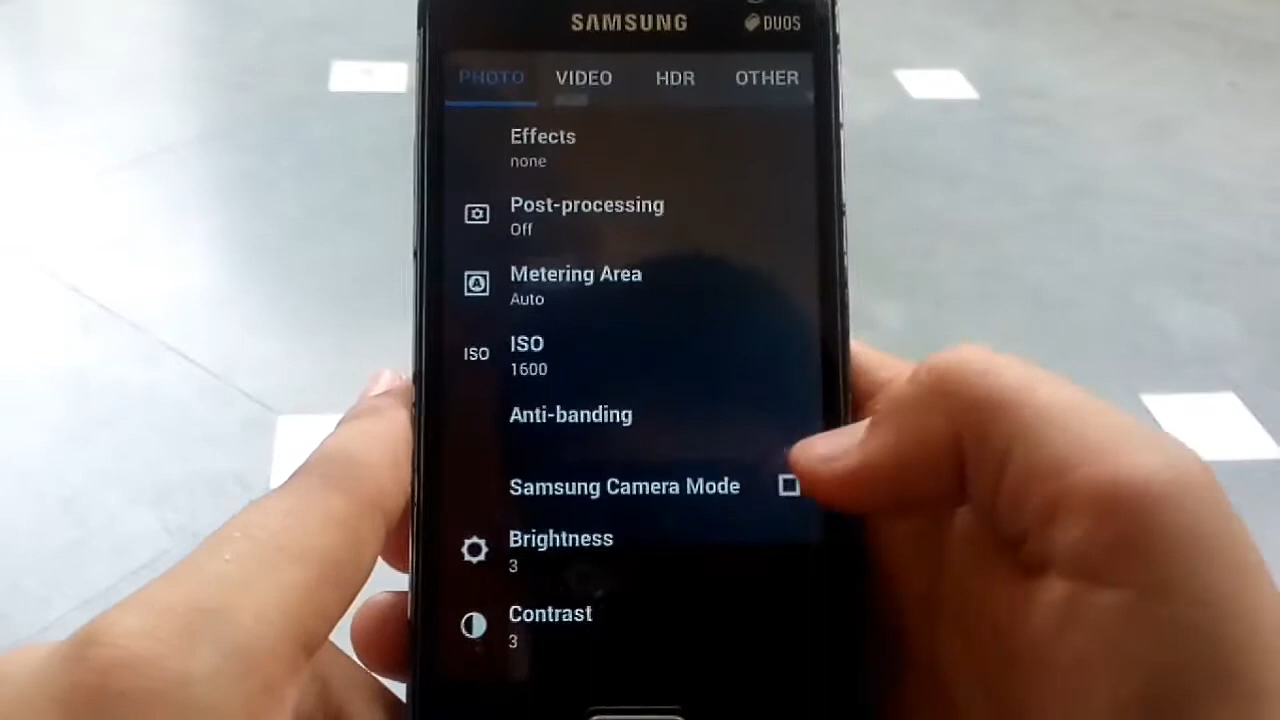 SAMSUNG DUOS
PHOTO VIDEO HDR OTHER
Effects
none
Post-processing
Off
Metering Area
A
Auto
ISO
ISO
1600
Anti-banding
Samsung Camera Mode
Brightness
3
Contrast
3